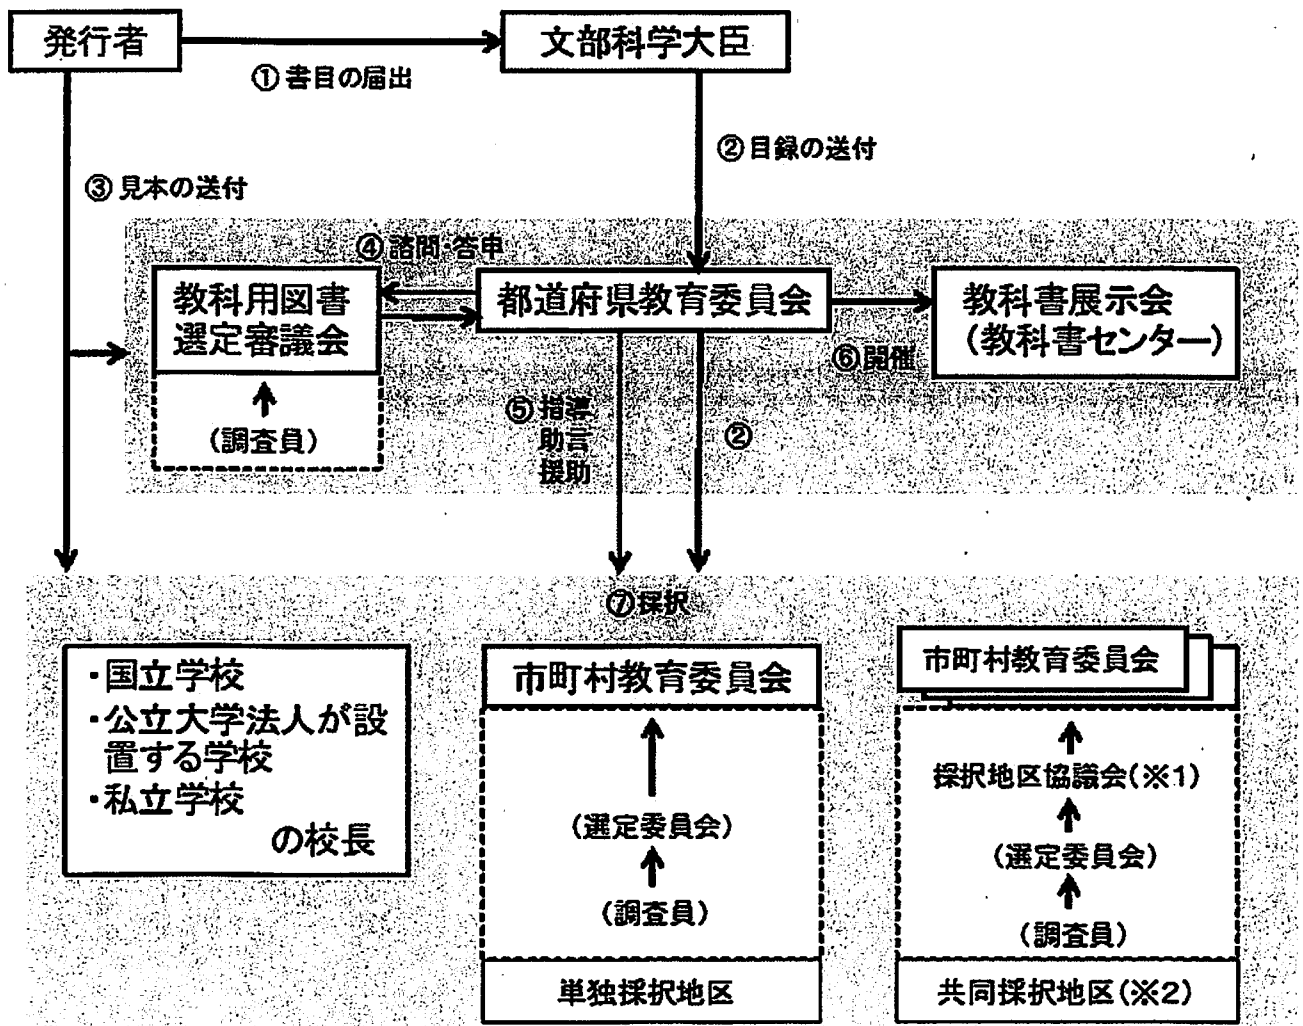 発行者
文部科学大臣
①書目の届出
②目録の送付
③見本の送付
④諮問・答申
教科用図書
選定審議会
(調査員)
都道府県教育委員会
教科書展示会
(教科書センター)
⑥開催
⑤指導
助言
援助
②
⑦採択
・国立学校
・公立大学法人が設
置する学校
・私立学校
の校長
市町村教育委員会
(選定委員会)
(調査員)
単独採択地区
市町村教育委員会
採択地区協議会(※1)
(選定委員会)
(調査員)
共同採択地区(※2)